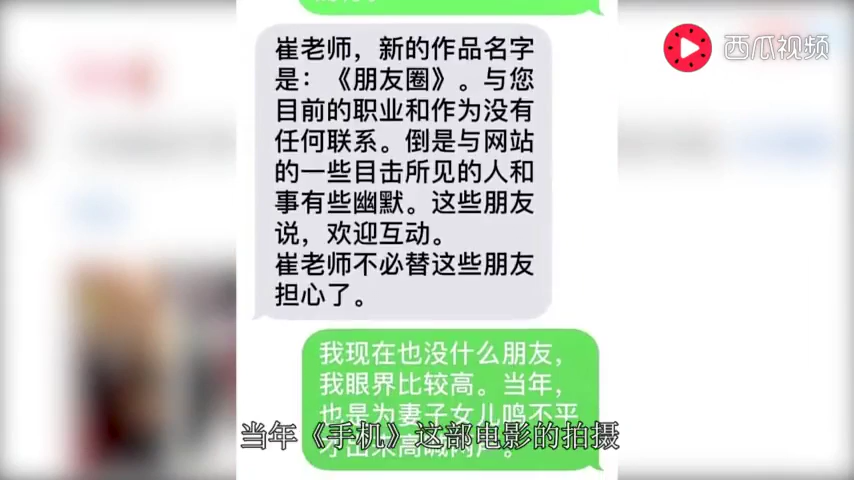 西瓜视频
崔老师，新的作品名字
是：《朋友圈》。与您
目前的职业和作为没有
任何联系。倒是与网站
的一些目击所见的人和
事有些幽默。这些朋友
说，欢迎互动。
崔老师不必替这些朋友
担心了。
我现在也没什么朋友，
我眼界比较高。当年，
也是为妻子女儿鸣不平
当年《手机》这部电影的拍摄